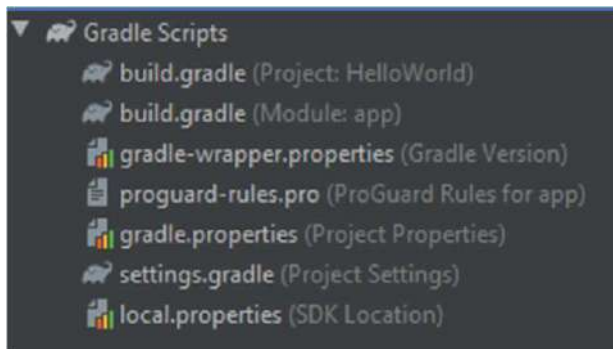 Gradle Scripts
build.gradle (Project: HelloWorld)
build.gradle (Module: app)
gradle-wrapper.properties (Gradle Version)
proguard-rules.pro (ProGuard Rules for app)
gradle.properties (Project Properties)
settings.gradle (Project Settings)
local.properties (SDK Location)